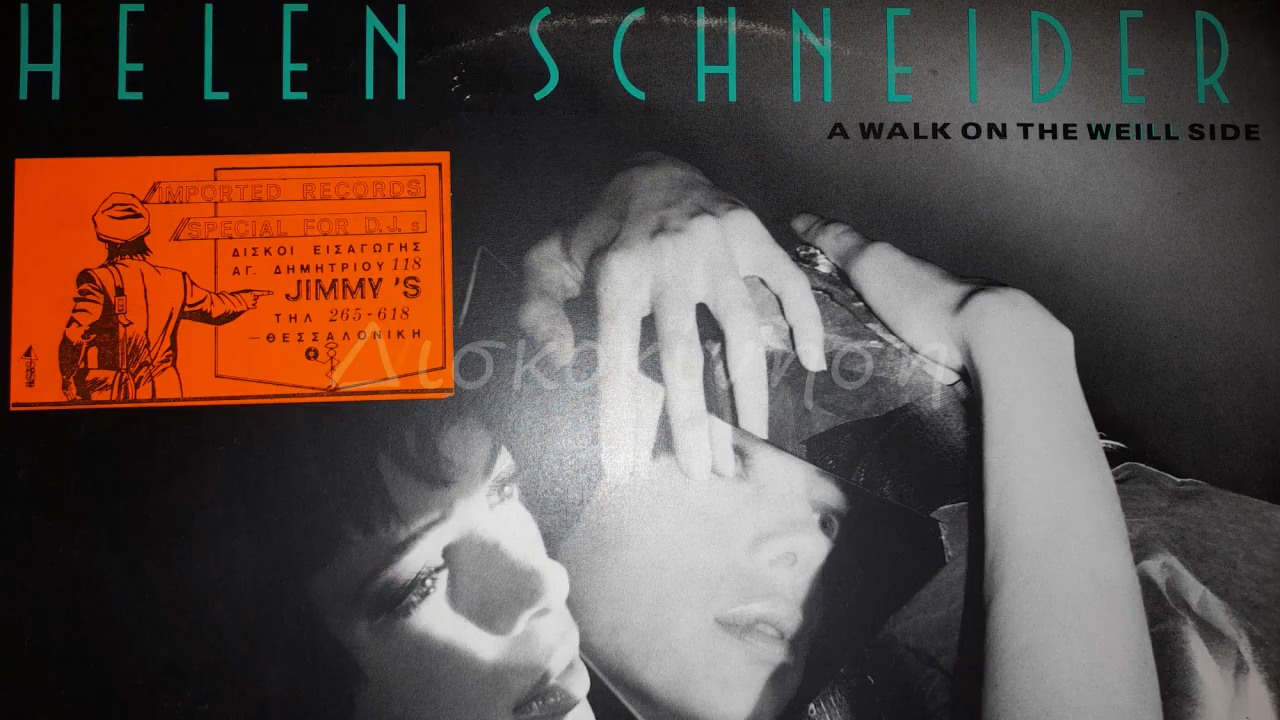 HELEN SCHNEIDER
A WALK ON THE WEILL SIDE
IMPORTED RECORDS
SPECIAL FOR D.J. s
ΔΙΣΚΟΙ ΕΙΣΑΓΩΓΗΣ
ΑΓ. ΔΗΜΗΤΡΙΟΥ 118
JIMMY 'S
ΤΗΛ 265-618
—ΘΕΣΣΑΛΟΝΙΚΗ
Δισκοκίνηση